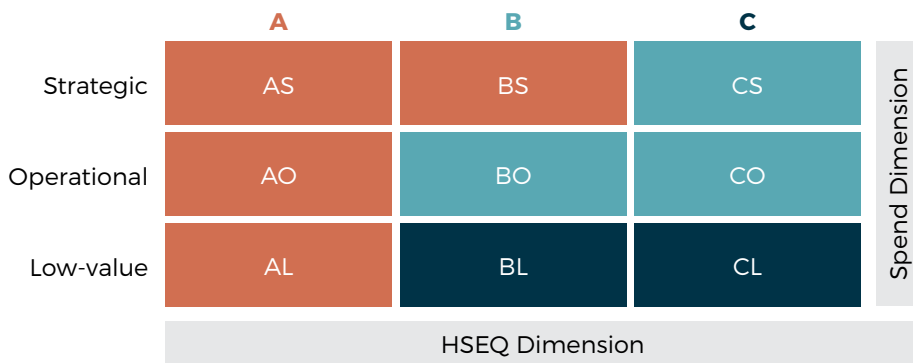 A B C
Strategic AS BS CS
Operational AO BO CO
Low-value AL BL CL
Spend Dimension
HSEQ Dimension